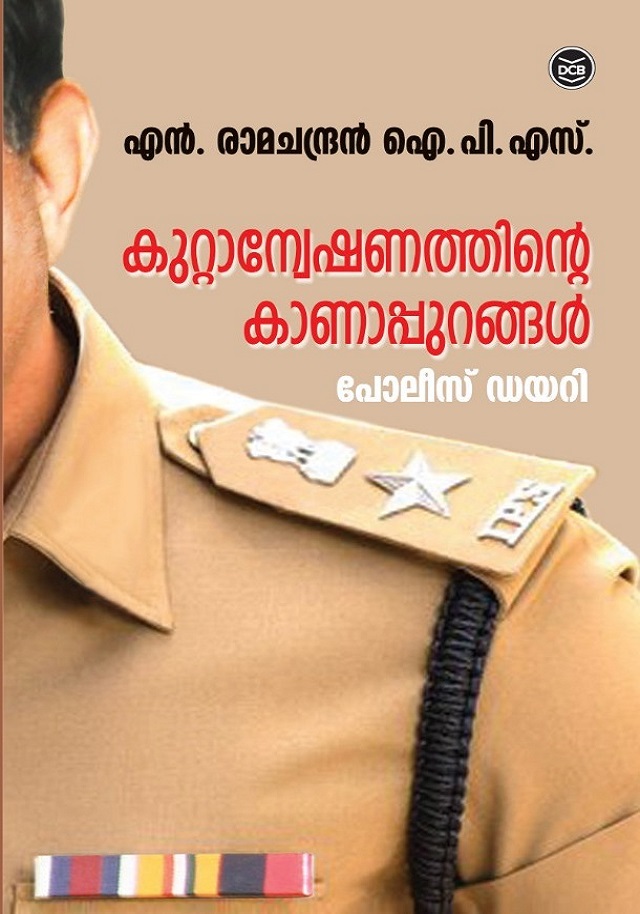 DCB
എൻ. രാമചന്ദ്രൻ ഐ.പി.എസ്.
കുറ്റാന്വേഷണത്തിന്റെ
കാണാപ്പുറങ്ങൾ
പോലീസ് ഡയറി
IPS